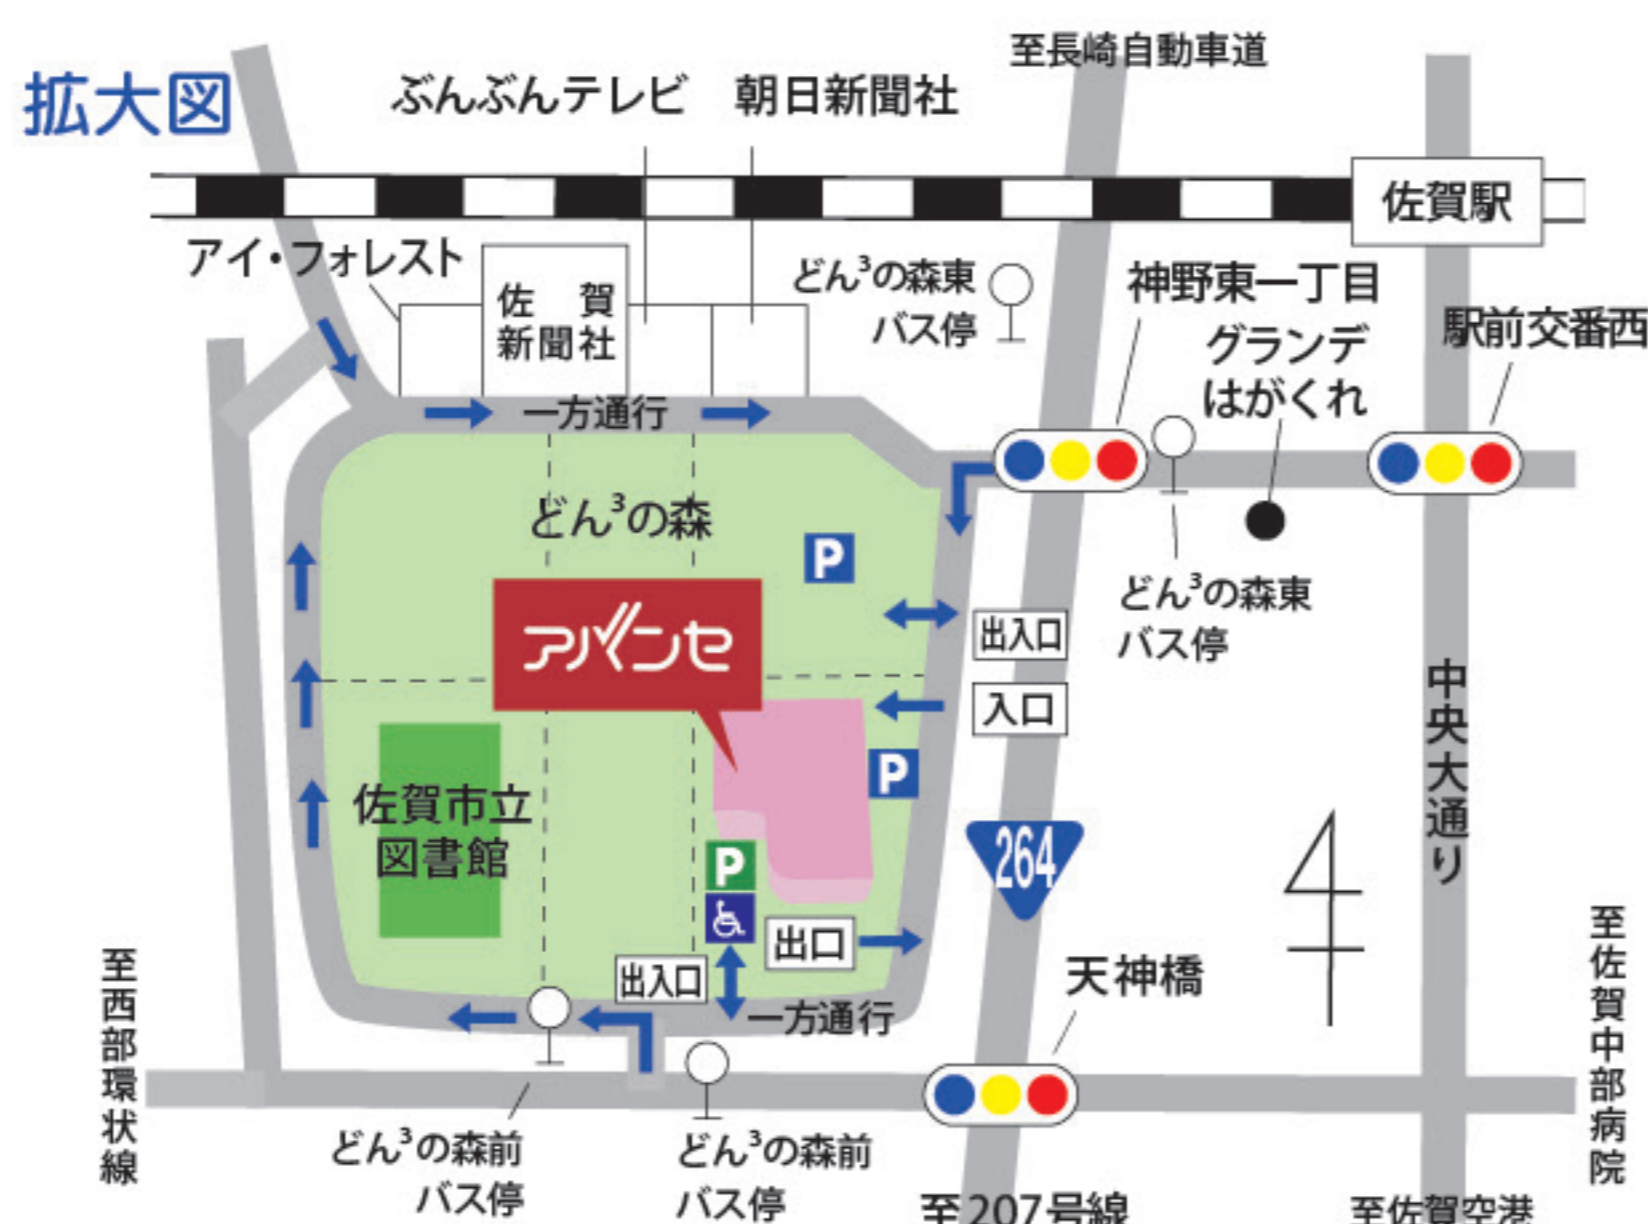 拡大図
至長崎自動車道
ぶんぶんテレビ
朝日新聞社
佐賀駅
アイ・フォレスト
佐 賀
新聞社
どん³の森東
バス停
神野東一丁目
グランデ
はがくれ
駅前交番西
一方通行
どん³の森
P
アバンセ
出入口
入口
どん³の森東
バス停
中央大通り
P
佐賀市立
図書館
264
P
出口
出入口
一方通行
天神橋
至西部環状線
至佐賀中部病院
どん³の森前
バス停
どん³の森前
バス停
至207号線
至佐賀空港